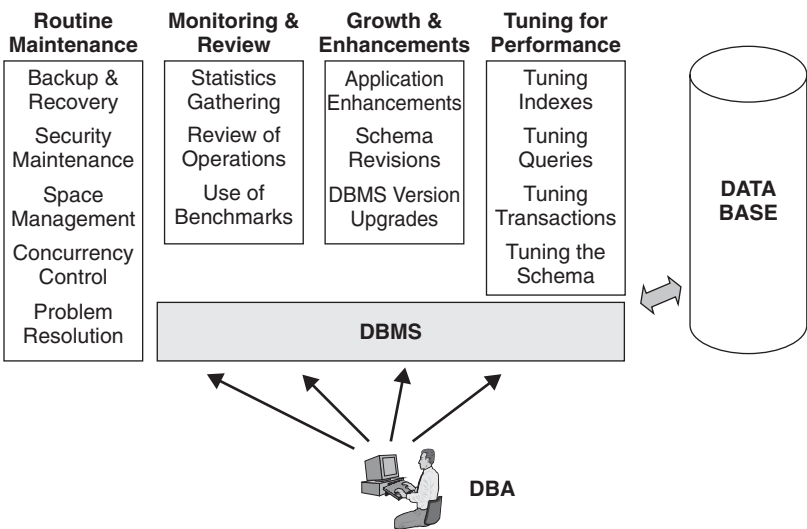 Routine
Maintenance
Backup &
Recovery
Security
Maintenance
Space
Management
Concurrency
Control
Problem
Resolution
Monitoring &
Review
Statistics
Gathering
Review of
Operations
Use of
Benchmarks
Growth &
Enhancements
Application
Enhancements
Schema
Revisions
DBMS Version
Upgrades
Tuning for
Performance
Tuning
Indexes
Tuning
Queries
Tuning
Transactions
Tuning the
Schema
DATA
BASE
DBMS
DBA